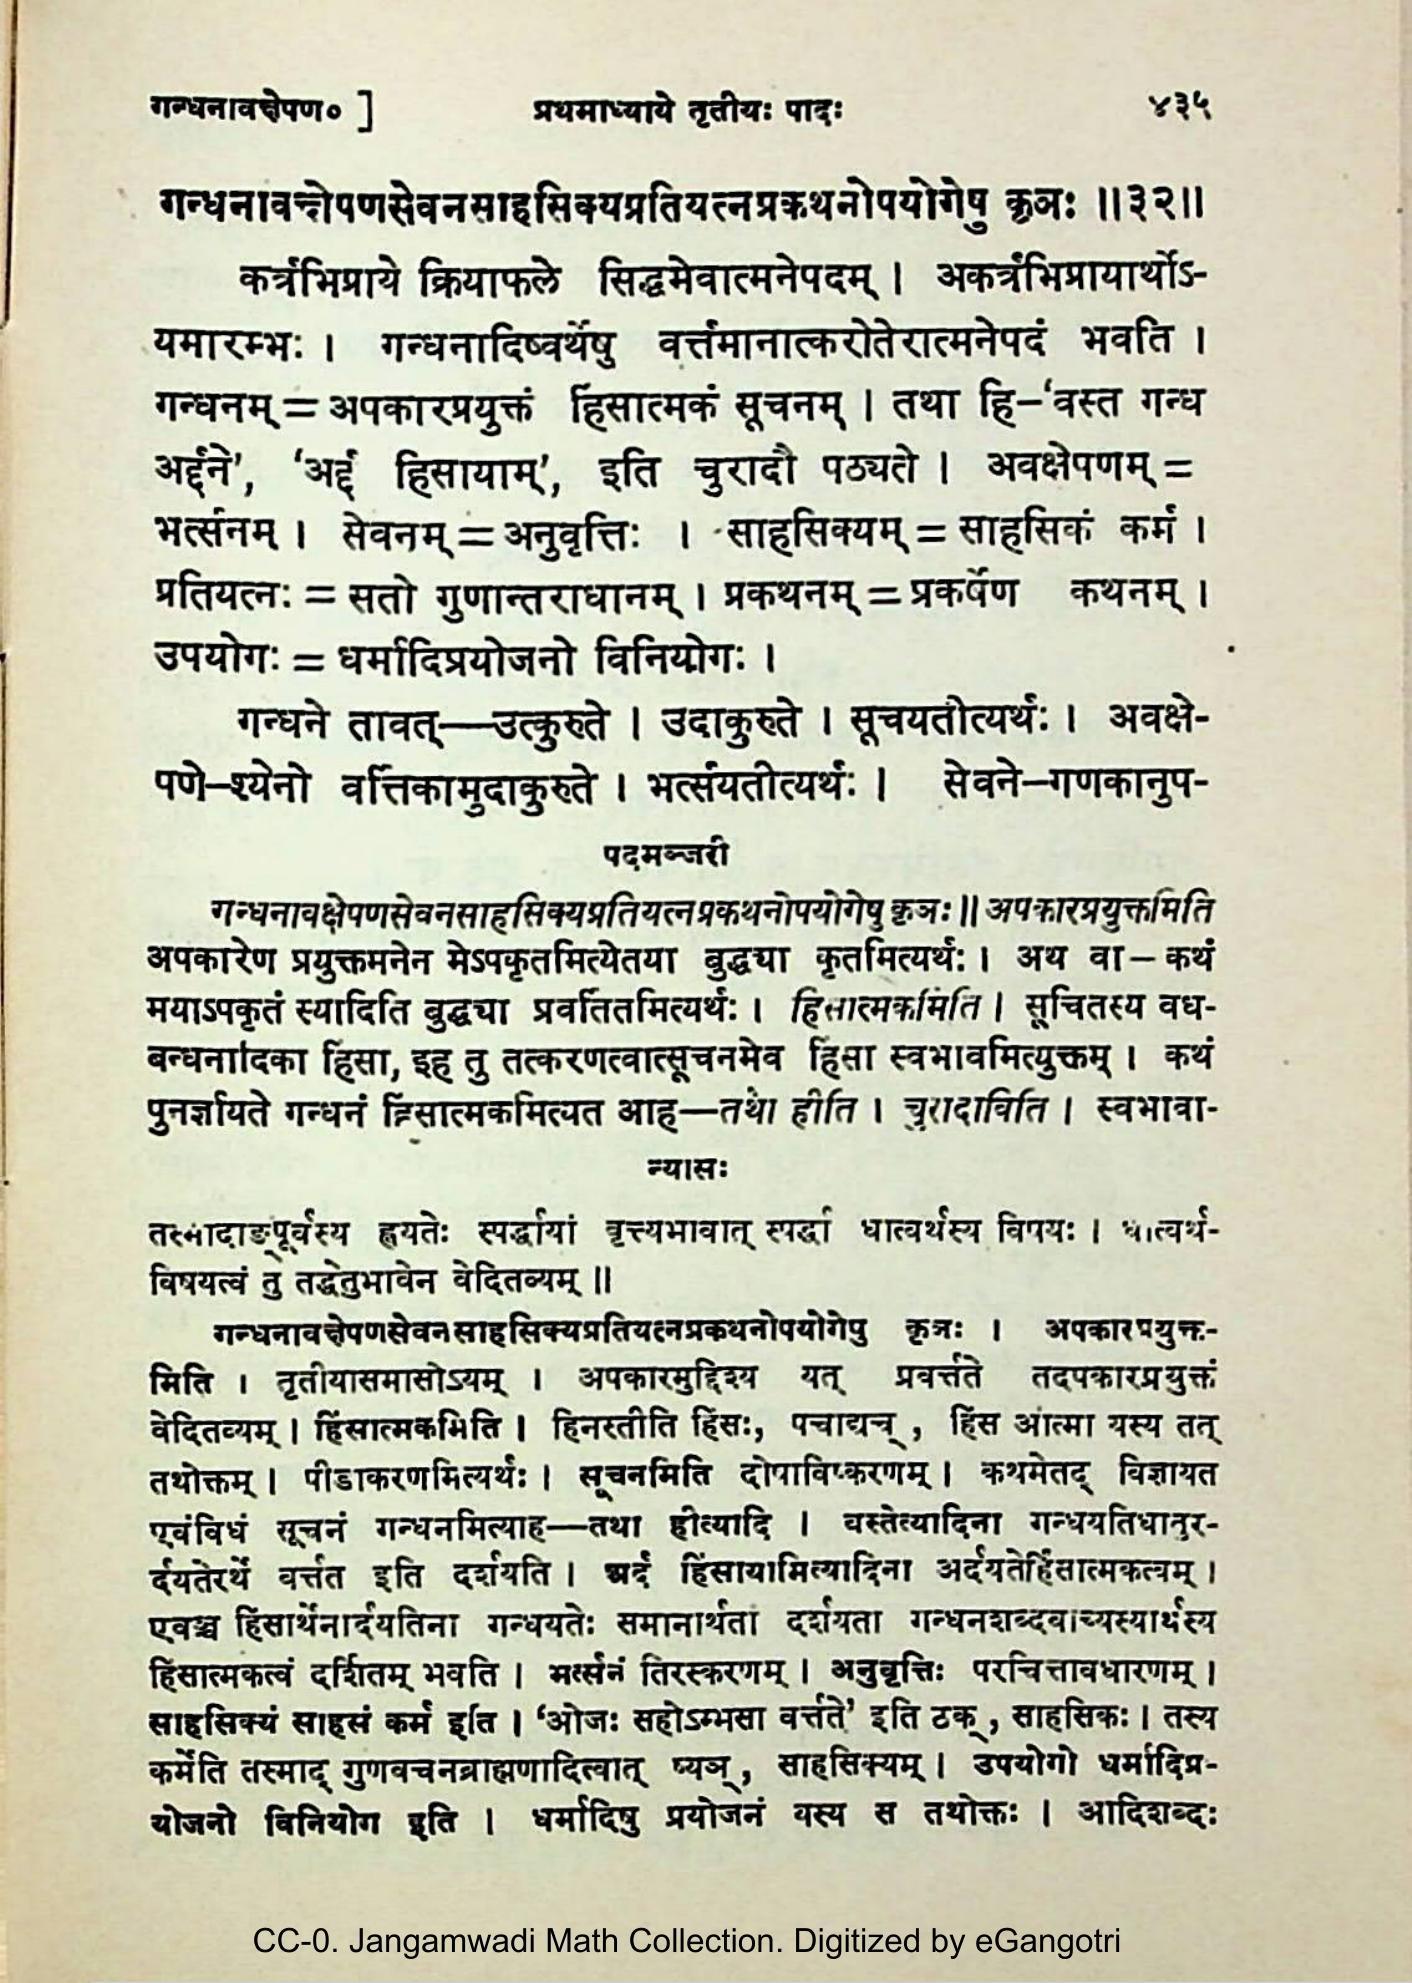 गन्धनावक्षेपण० ] प्रथमाध्याये तृतीयः पादः ४३५
गन्धनावक्षेपणसेवनसाहसिक्यप्रतियत्नप्रकथनोपयोगेषु कृञः ॥३२॥
कर्त्रभिप्राये क्रियाफले सिद्धमेवात्मनेपदम् । अकर्त्रभिप्रायार्थोऽ-
यमारम्भः । गन्धनादिष्वर्थेषु वर्त्तमानात्करोतेरात्मनेपदं भवति ।
गन्धनम् = अपकारप्रयुक्तं हिंसात्मकं सूचनम् । तथा हि–‘वस्त गन्ध
अर्द्दने’, ‘अर्द्द हिसायाम्’, इति चुरादौ पठ्यते । अवक्षेपणम् =
भर्त्सनम् । सेवनम् = अनुवृत्तिः । साहसिक्यम् = साहसिकं कर्म ।
प्रतियत्नः = सतो गुणान्तराधानम् । प्रकथनम् = प्रकर्षेण कथनम् ।
उपयोगः = धर्मादिप्रयोजनो विनियोगः ।
गन्धने तावत्—उत्कुरुते । उदाकुरुते । सूचयतीत्यर्थः । अवक्षे-
पणे–श्येनो वर्त्तिकामुदाकुरुते । भर्त्सयतीत्यर्थः । सेवने–गणकानुप-
पदमञ्जरी
गन्धनावक्षेपणसेवनसाहसिक्यप्रतियत्नप्रकथनोपयोगेषु कृञः ॥ अपकारप्रयुक्तमिति
अपकारेण प्रयुक्तमनेन मेऽपकृतमित्येतया बुद्ध्या कृतमित्यर्थः । अथ वा – कथं
मयाऽपकृतं स्यादिति बुद्ध्या प्रवर्तितमित्यर्थः । हिंसात्मकमिति । सूचितस्य वध-
बन्धनादिका हिंसा, इह तु तत्करणत्वात्सूचनमेव हिंसा स्वभावमित्युक्तम् । कथं
पुनर्ज्ञायते गन्धनं हिंसात्मकमित्यत आह—तथा हीति । चुरादाविति । स्वभावा-
न्यासः
तस्मादाङ्पूर्वस्य ह्वयतेः स्पर्द्धायां वृत्त्यभावात् स्पर्द्धा धात्वर्थस्य विषयः । धात्वर्थ-
विषयत्वं तु तद्धेतुभावेन वेदितव्यम् ॥
गन्धनावक्षेपणसेवनसाहसिक्यप्रतियत्नप्रकथनोपयोगेषु कृञः । अपकारप्रयुक्त-
मिति । तृतीयासमासोऽयम् । अपकारमुद्दिश्य यत् प्रवर्त्तते तदपकारप्रयुक्तं
वेदितव्यम् । हिंसात्मकमिति । हिनस्तीति हिंसः, पचाद्यच् , हिंस आत्मा यस्य तत्
तथोक्तम् । पीडाकरणमित्यर्थः । सूचनमिति दोषाविष्करणम् । कथमेतद् विज्ञायत
एवंविधं सूचनं गन्धनमित्याह—तथा हीत्यादि । वस्तेत्यादिना गन्धयतिधातुर-
र्दयतेरर्थे वर्त्तत इति दर्शयति । अर्द हिंसायामित्यादिना अर्दयतेर्हिंसात्मकत्वम् ।
एवञ्च हिंसार्थेनार्दयतिना गन्धयतेः समानार्थतां दर्शयता गन्धनशब्दवाच्यस्यार्थस्य
हिंसात्मकत्वं दर्शितम् भवति । भर्त्सनं तिरस्करणम् । अनुवृत्तिः परचित्तावधारणम् ।
साहसिक्यं साहसं कर्म इति । ‘ओजः सहोऽम्भसा वर्त्तते’ इति ठक् , साहसिकः । तस्य
कर्मेति तस्माद् गुणवचनब्राह्मणादित्वात् ष्यञ् , साहसिक्यम् । उपयोगो धर्मादिप्र-
योजनो विनियोग इति । धर्मादिषु प्रयोजनं यस्य स तथोक्तः । आदिशब्दः
CC-0. Jangamwadi Math Collection. Digitized by eGangotri